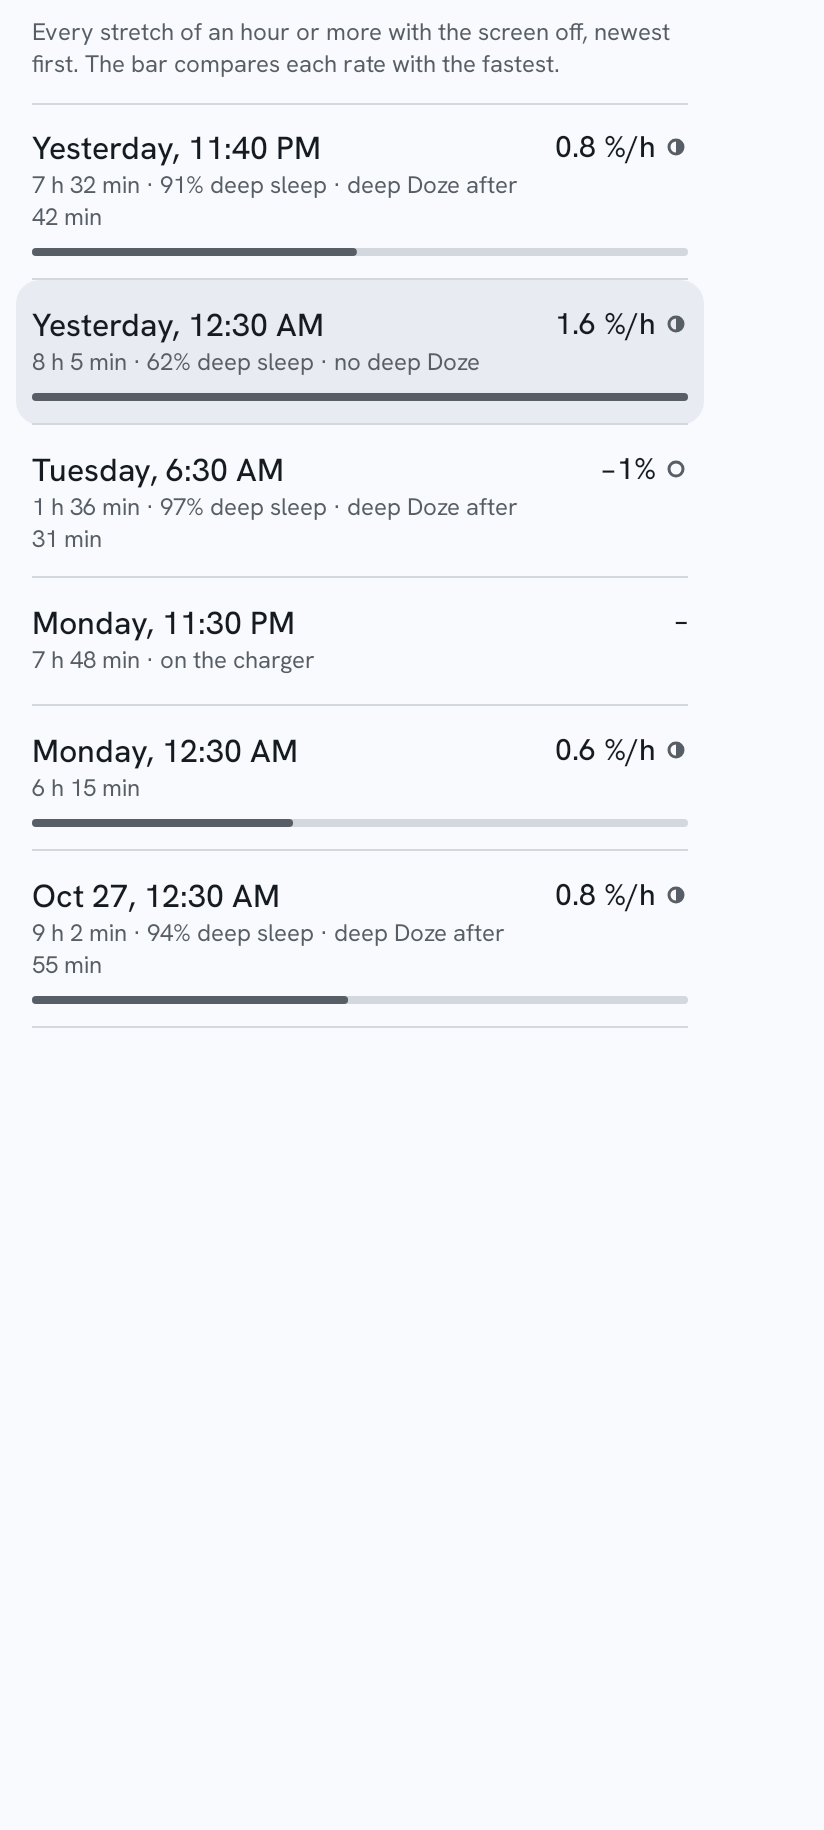 Every stretch of an hour or more with the screen off, newest
first. The bar compares each rate with the fastest.
Yesterday, 11:40 PM
0.8 %/h
7 h 32 min · 91% deep sleep · deep Doze after
42 min
Yesterday, 12:30 AM
1.6 %/h
8 h 5 min · 62% deep sleep · no deep Doze
Tuesday, 6:30 AM
−1%
1 h 36 min · 97% deep sleep · deep Doze after
31 min
Monday, 11:30 PM
–
7 h 48 min · on the charger
Monday, 12:30 AM
0.6 %/h
6 h 15 min
Oct 27, 12:30 AM
0.8 %/h
9 h 2 min · 94% deep sleep · deep Doze after
55 min